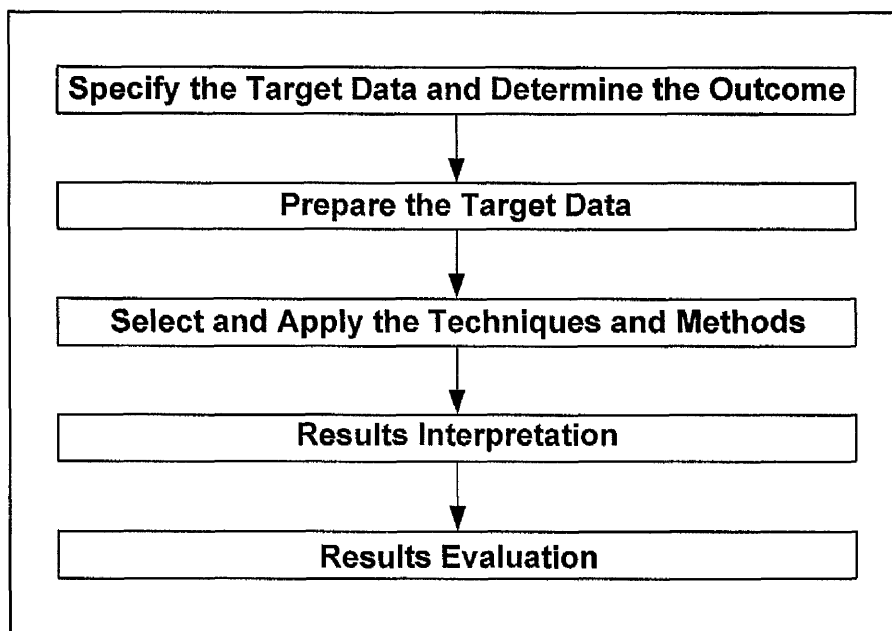 Specify the Target Data and Determine the Outcome
Prepare the Target Data
Select and Apply the Techniques and Methods
Results Interpretation
Results Evaluation